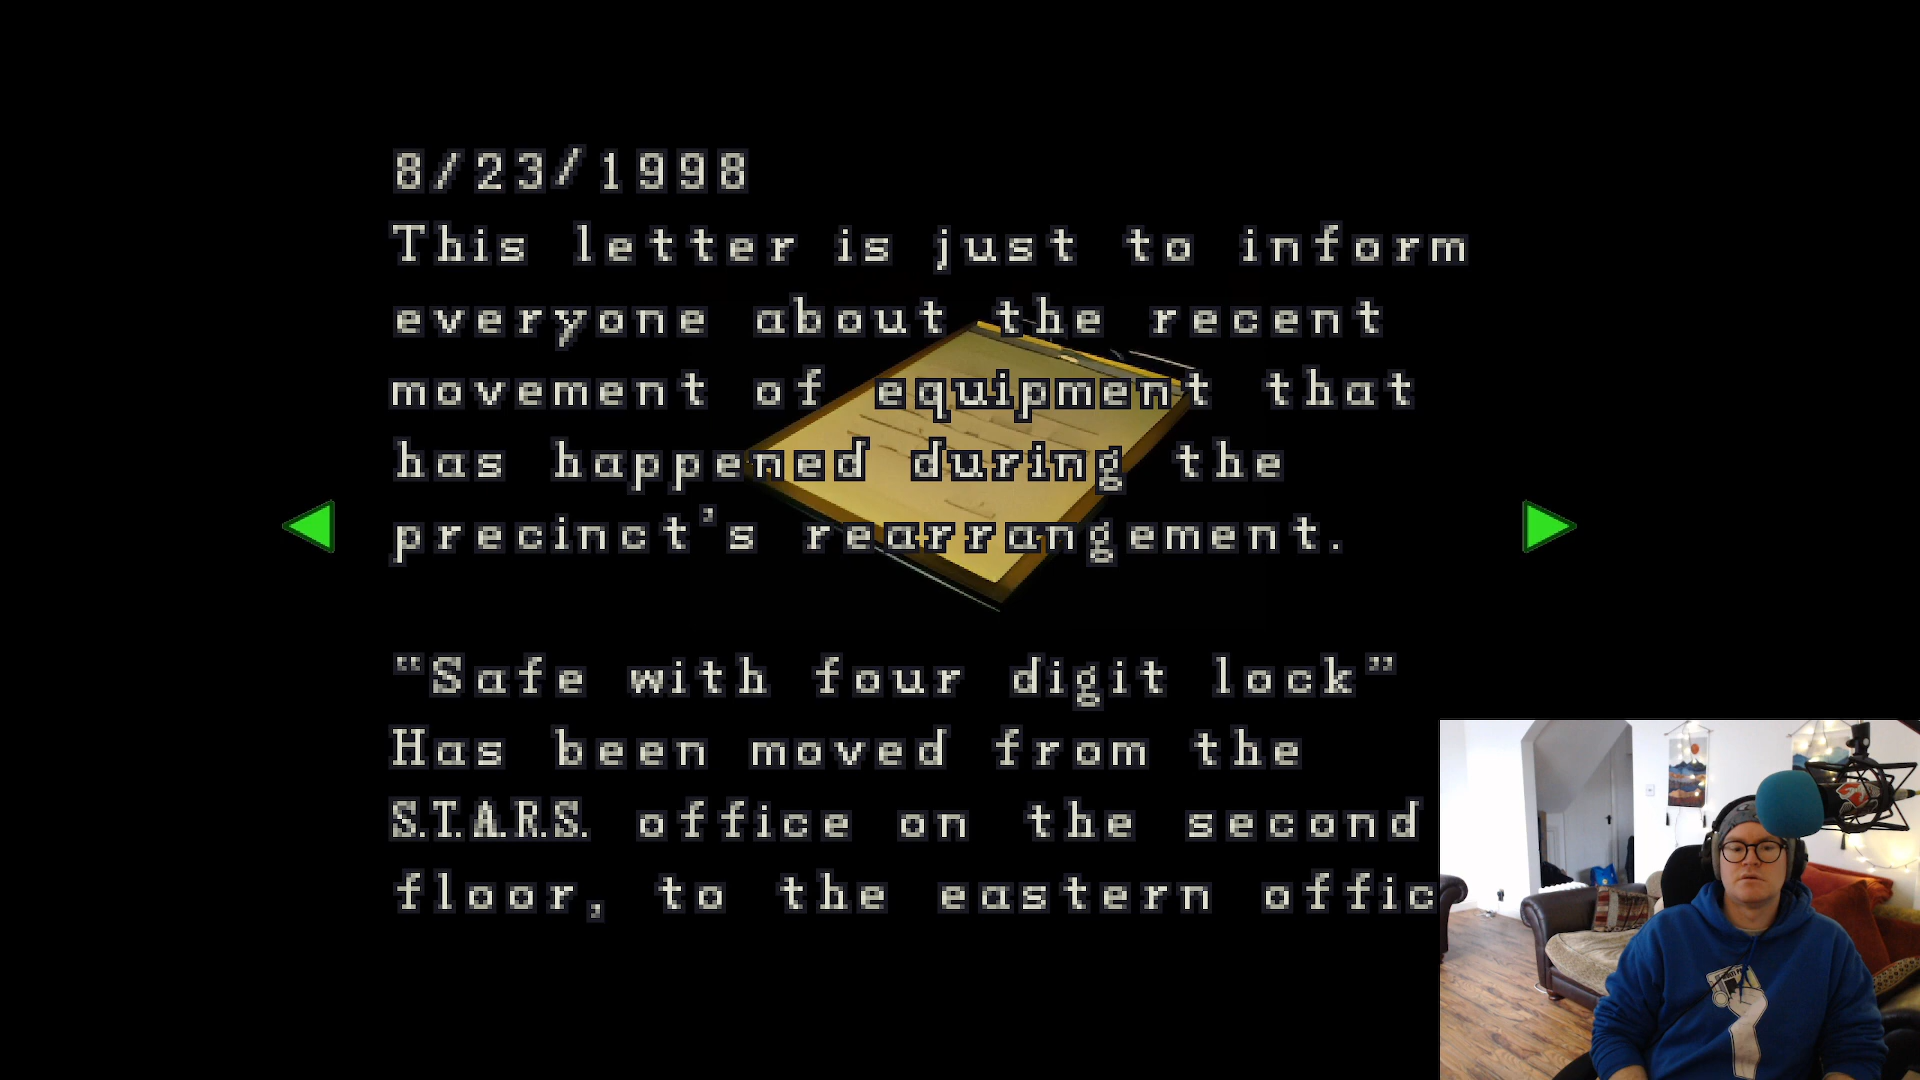 8/23/1998
This letter is just to inform
everyone about the recent
movement of equipment that
has happened during the
precinct's rearrangement.
"Safe with four digit lock"
Has been moved from the
S.T.A.R.S. office on the second
floor, to the eastern offic